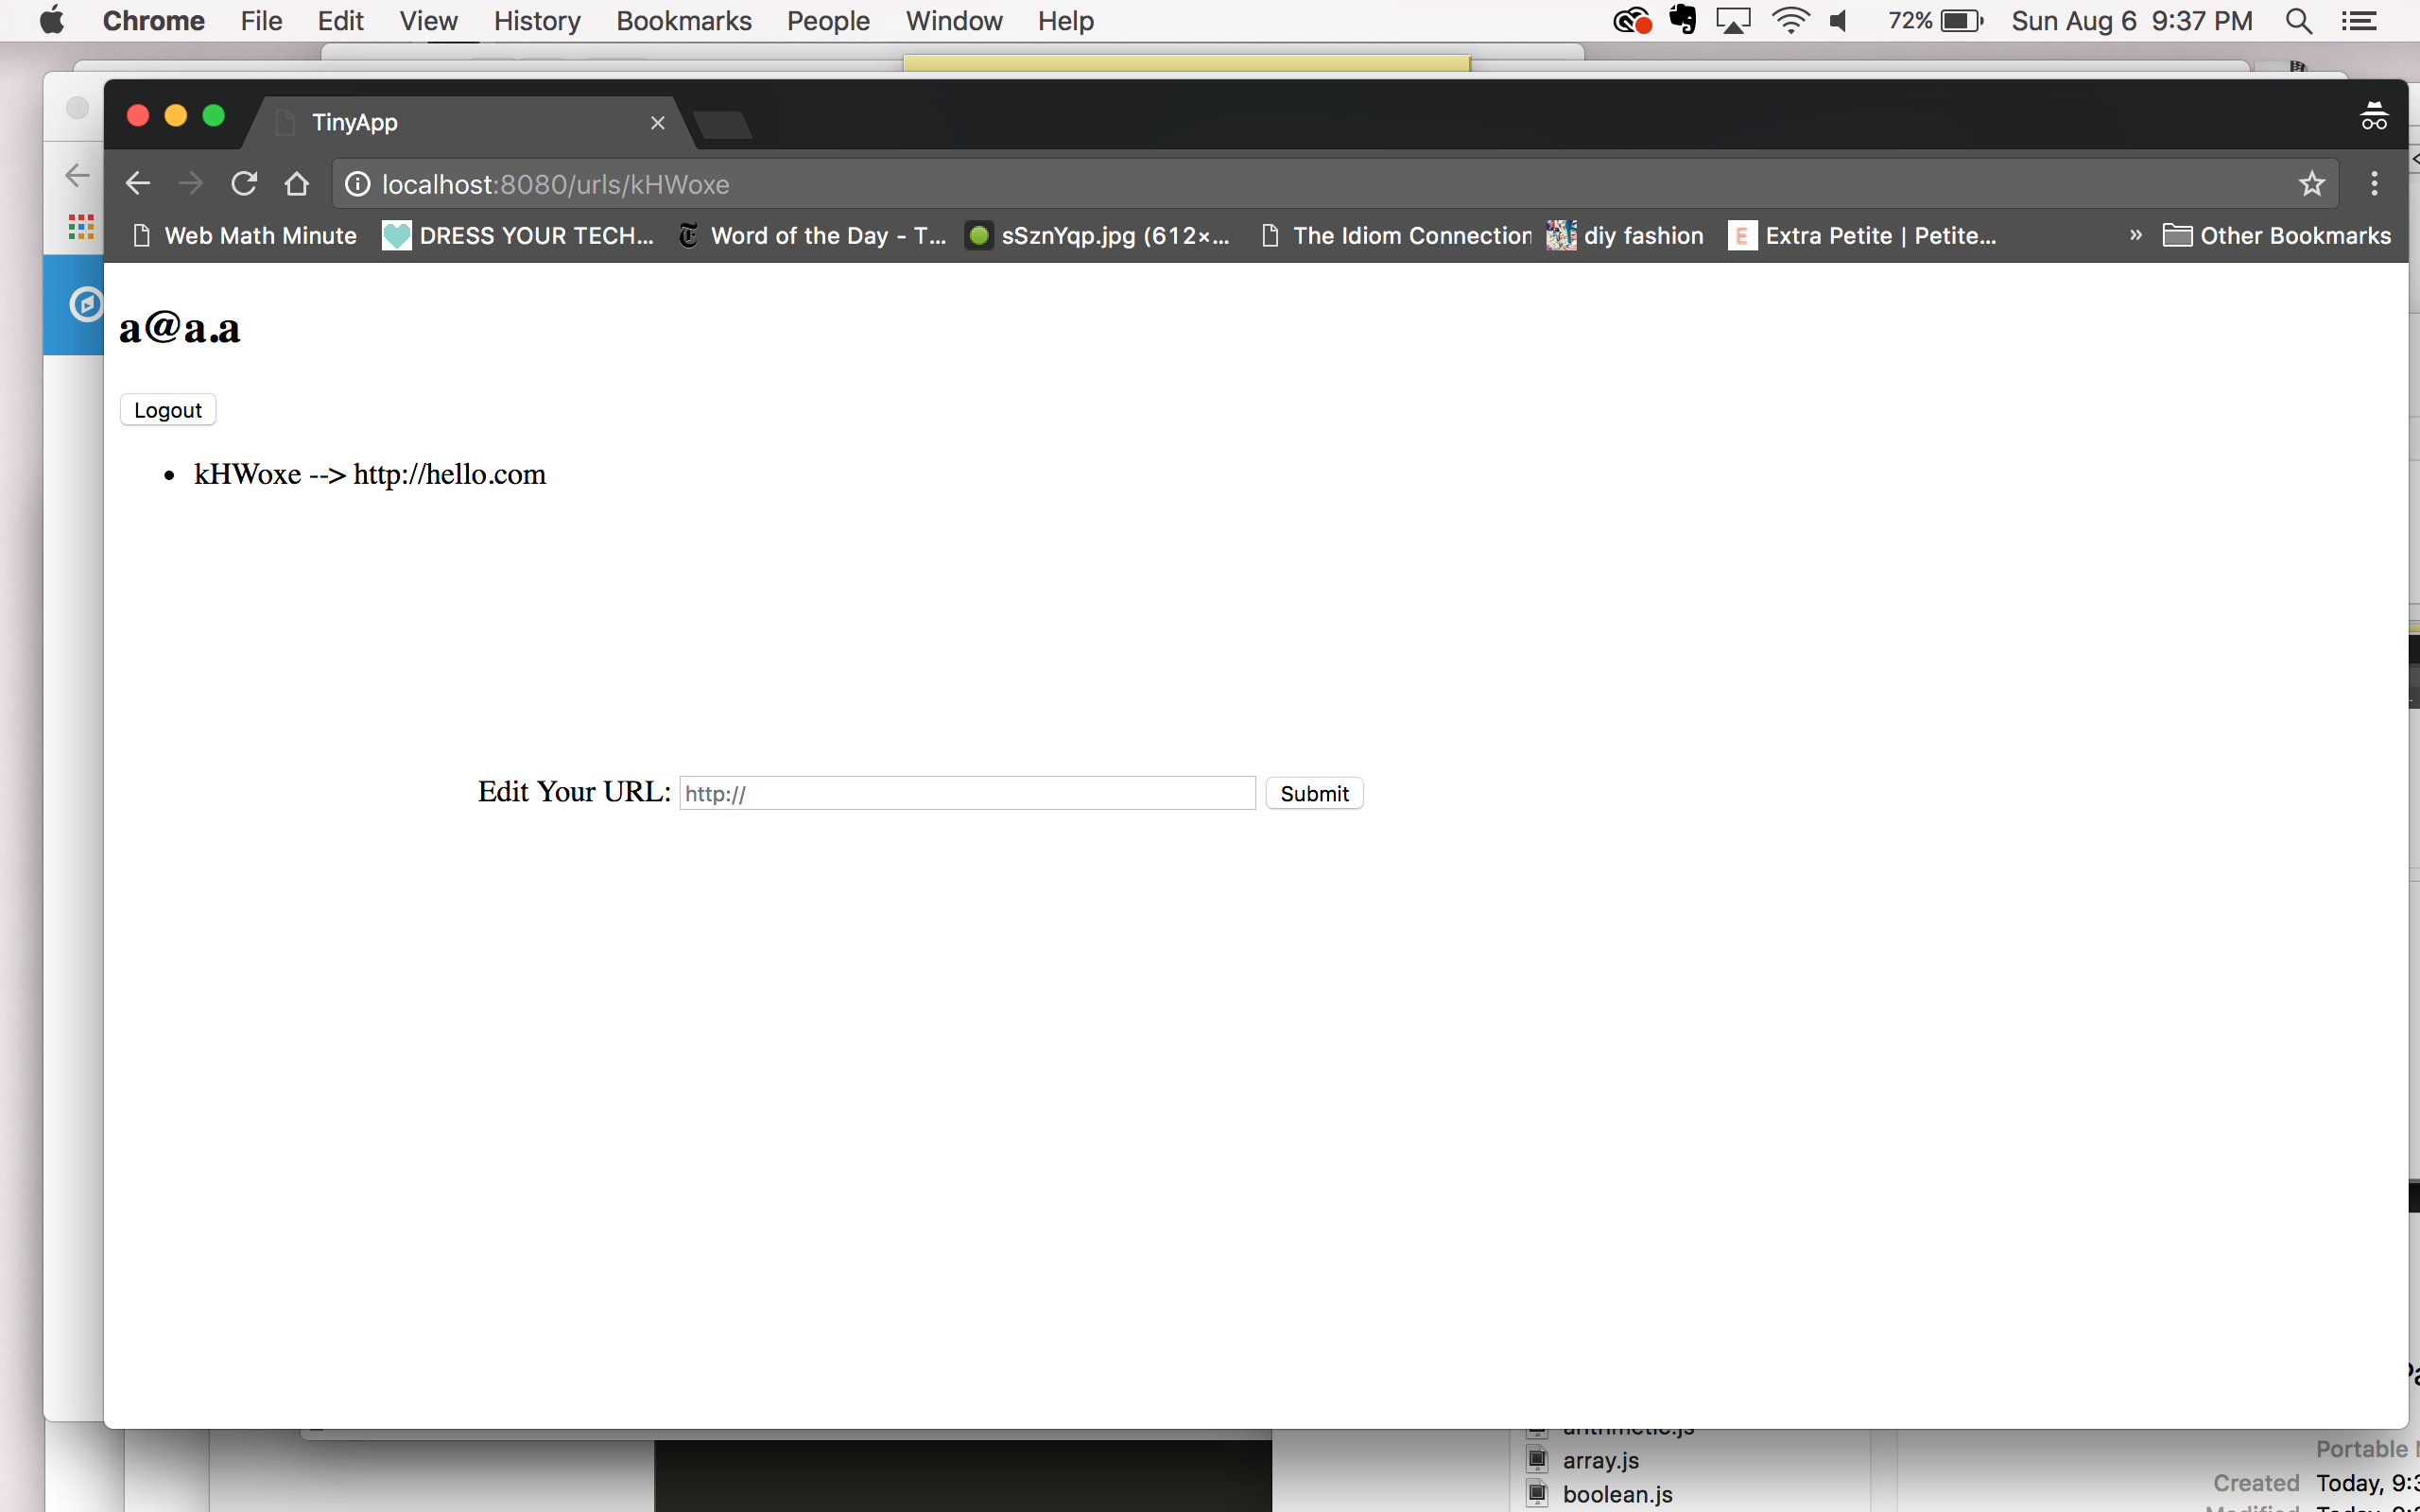 Chrome File Edit View History Bookmarks People Window Help 72% Sun Aug 6 9:37 PM
TinyApp
localhost:8080/urls/kHWoxe
Web Math Minute DRESS YOUR TECH... Word of the Day - T... sSznYqp.jpg (612×... The Idiom Connection diy fashion E Extra Petite | Petite... » Other Bookmarks
a@a.a
Logout
• kHWoxe --> http://hello.com
Edit Your URL: http:// Submit
arithmetic.js
Portable
array.js
Created Today, 9:3
boolean.js